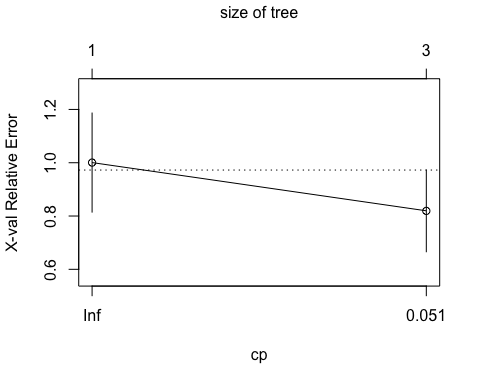 size of tree
1 3
X-val Relative Error
1.2
1.0
0.8
0.6
Inf 0.051
cp